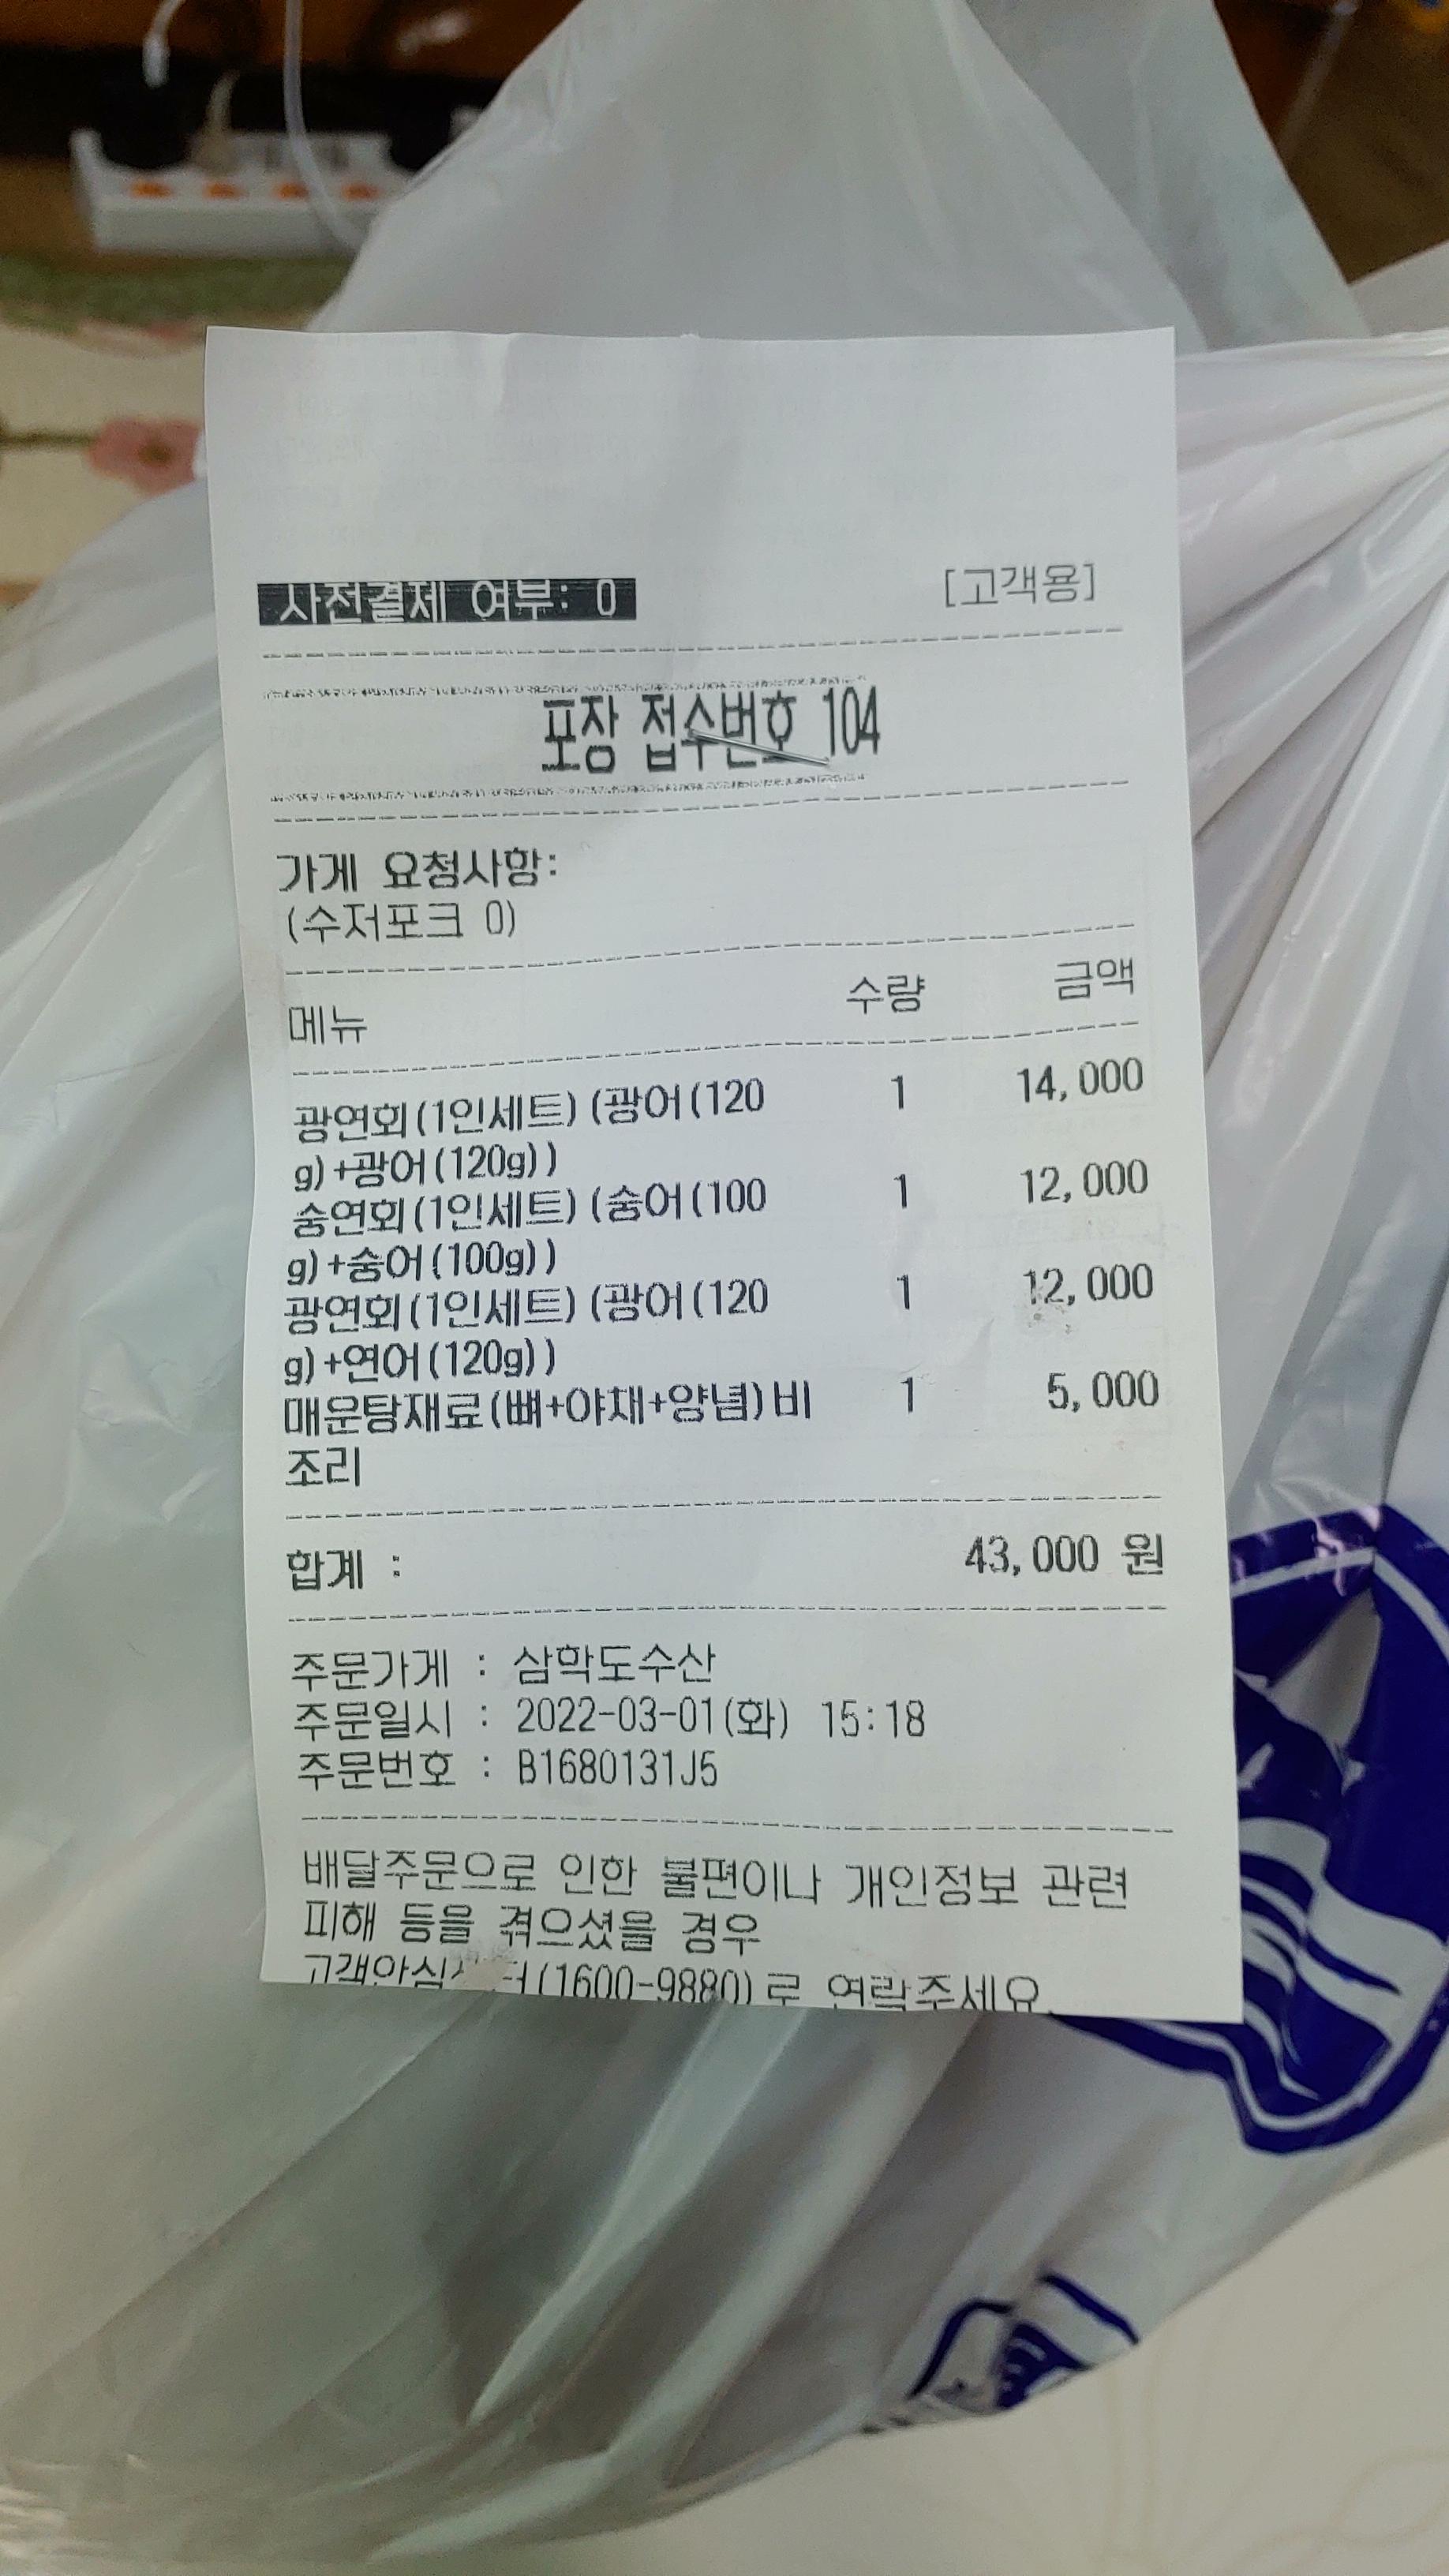 사전결제 여부: O
[고객용]
포장 접수번호 104
가게 요청사항:
(수저포크 O)
메뉴 수량 금액
광연회(1인세트)(광어(120 1 14,000
g)+광어(120g))
숭연회(1인세트)(숭어(100 1 12,000
g)+숭어(100g))
광연회(1인세트)(광어(120 1 12,000
g)+연어(120g))
매운탕재료(뼈+야채+양념)비 1 5,000
조리
합계 : 43,000 원
주문가게 : 삼학도수산
주문일시 : 2022-03-01(화) 15:18
주문번호 : B1680131J5
배달주문으로 인한 불편이나 개인정보 관련
피해 등을 겪으셨을 경우
(1600-9880)로 연락주세요.